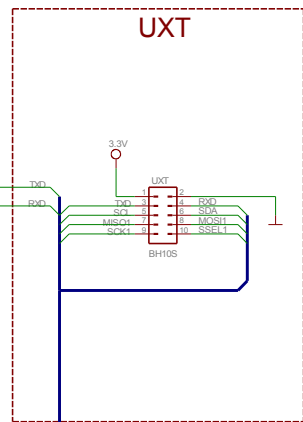 UXT
3.3V
UXT
1 2
TXD TXD 3 4 RXD
RXD SCL 5 6 SDA
MISO1 7 8 MOSI1
SCK1 9 10 SSEL1
BH10S